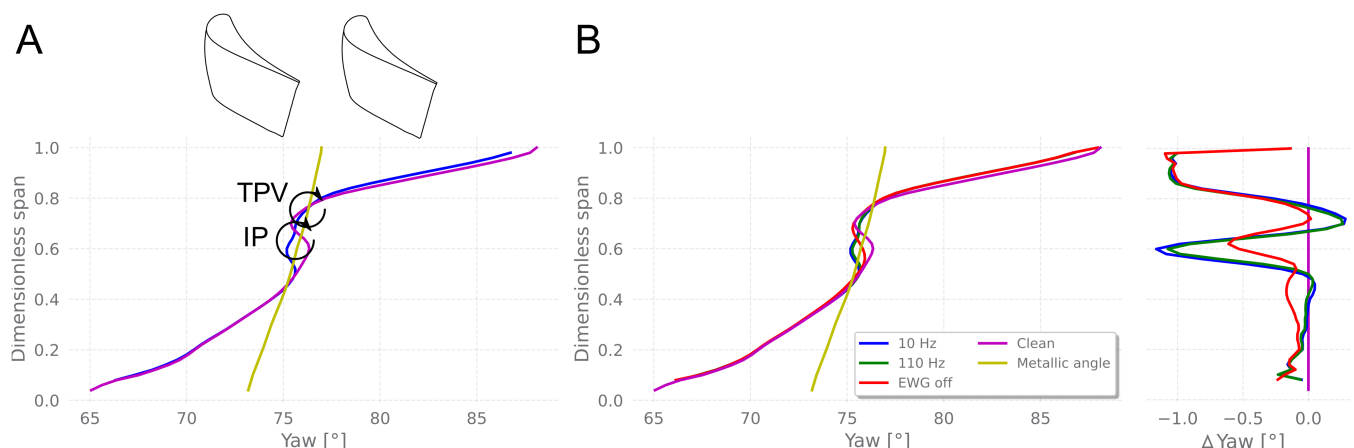 A
B
Dimensionless span
1.0
0.8
0.6
0.4
0.2
0.0
TPV
IP
65
70
75
80
85
Yaw [°]
Dimensionless span
1.0
0.8
0.6
0.4
0.2
0.0
10 Hz
110 Hz
EWG off
Clean
Metallic angle
65
70
75
80
85
Yaw [°]
−1.0
−0.5
0.0
Δ Yaw [°]